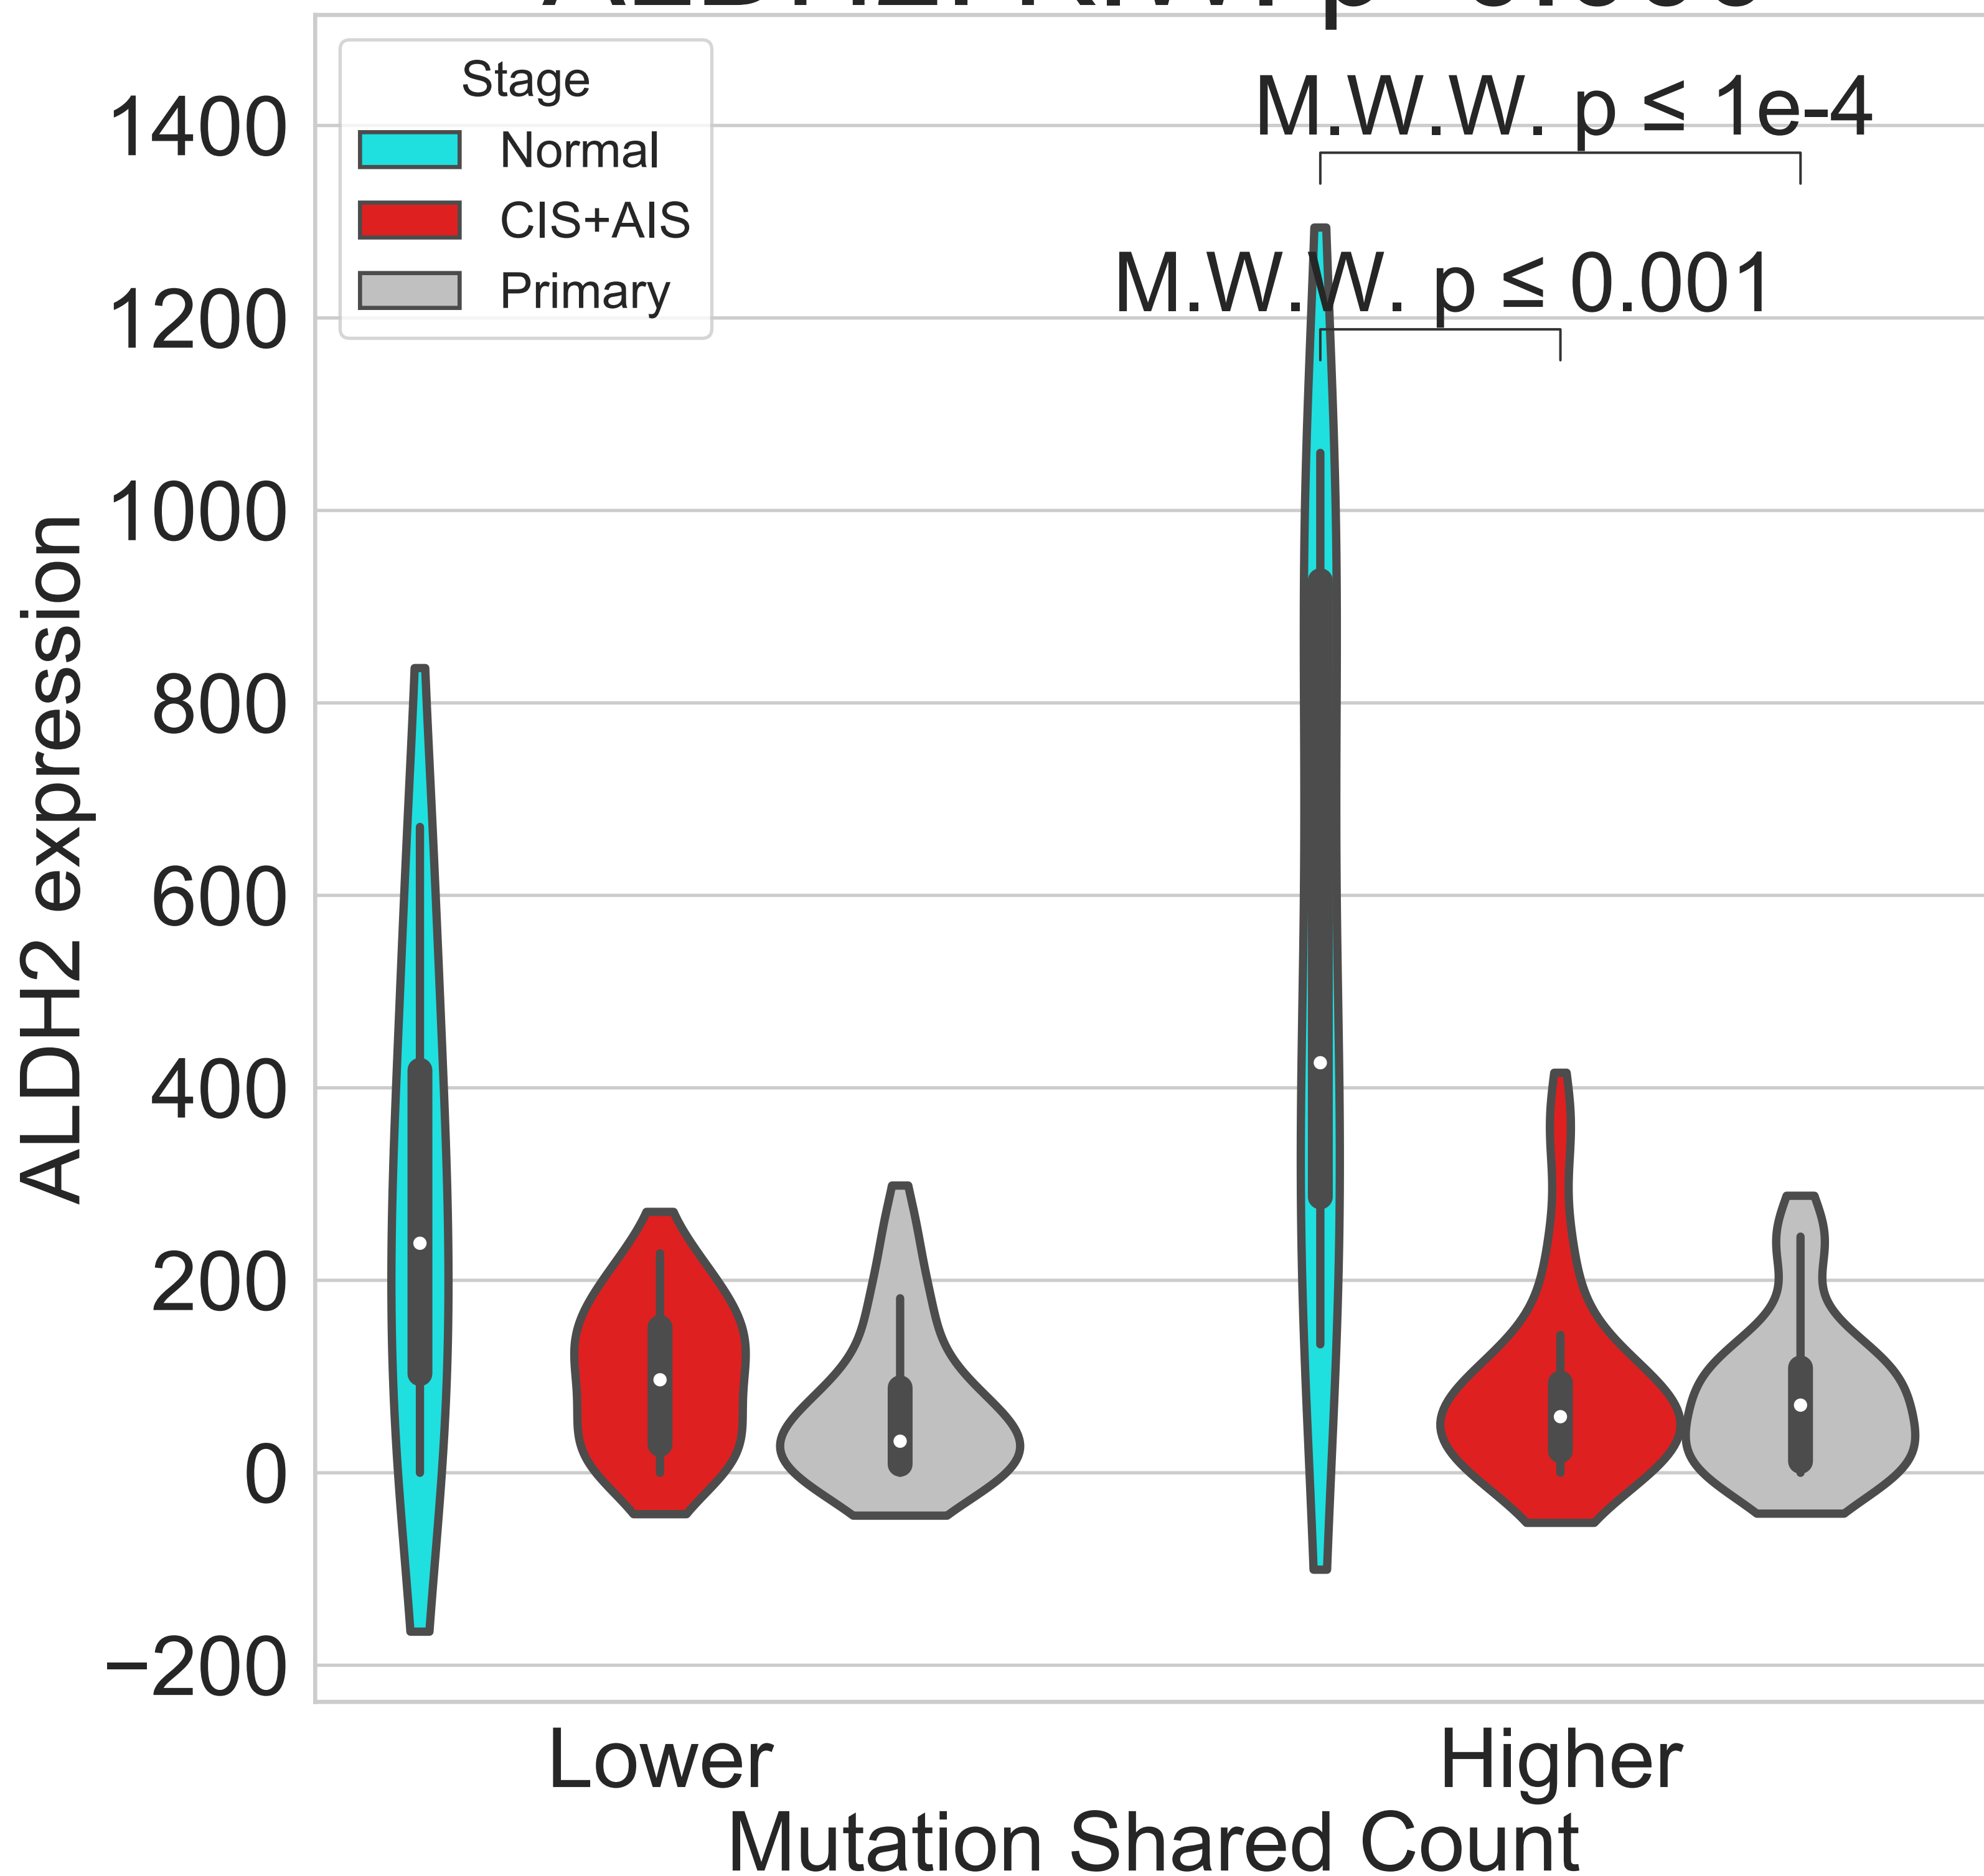 Stage
Normal
CIS+AIS
Primary
M.W.W. p ≤ 1e-4
M.W.W. p ≤ 0.001
1400
1200
1000
800
600
400
200
0
−200
ALDH2 expression
Lower
Higher
Mutation Shared Count